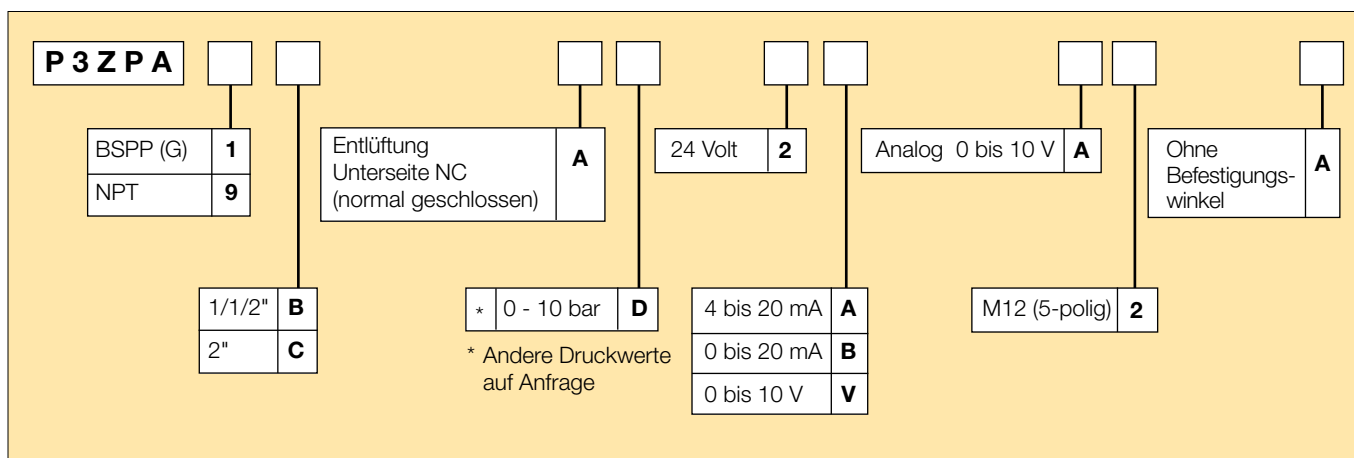 P3ZPA
BSPP (G) 1
NPT 9
Entlüftung
Unterseite NC
(normal geschlossen)
A
24 Volt 2
Analog 0 bis 10 V A
Ohne
Befestigungs-
winkel
A
1/1/2" B
2" C
* 0 - 10 bar D
* Andere Druckwerte
auf Anfrage
4 bis 20 mA A
0 bis 20 mA B
0 bis 10 V V
M12 (5-polig) 2